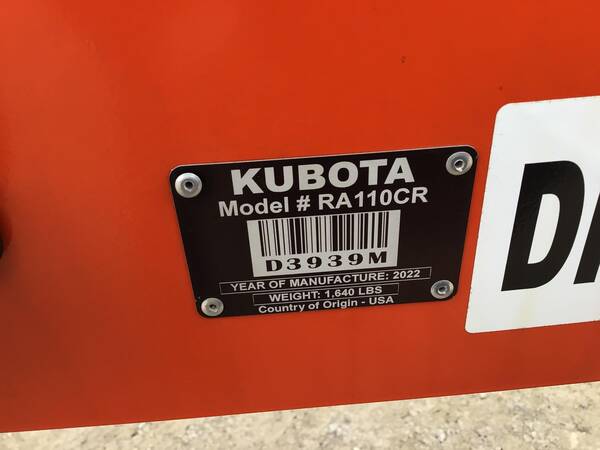 KUBOTA
Model # RA110CR
D3939M
YEAR OF MANUFACTURE: 2022
WEIGHT: 1,640 LBS
Country of Origin - USA